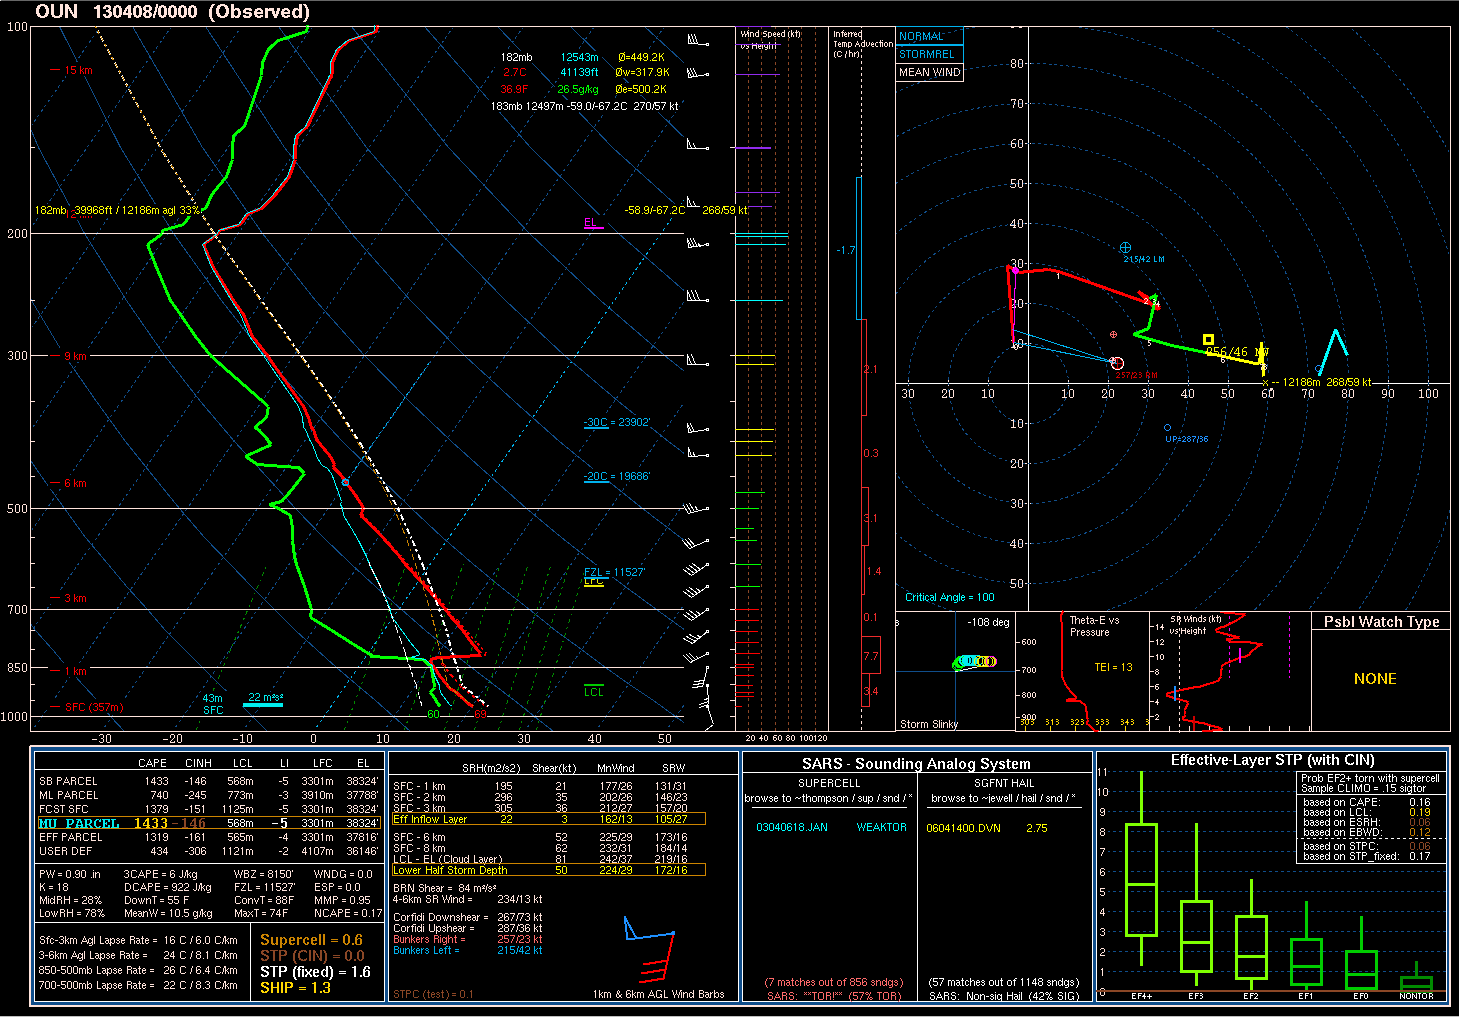 OUN 130408/0000 (Observed)
100
15 km
182mb 12543m Ø=449.2K
2.7C 41139ft Øw=317.9K
36.9F 26.5g/kg Øe=500.2K
183mb 12497m -59.0/-67.2C 270/57 kt
182mb 39968ft / 12186m agl 33%
-58.9/-67.2C 268/59 kt
EL
200
300
9 km
-30C = 23902'
-20C = 19686'
6 km
500
FZL = 11527'
LFC
3 km
700
850
1 km
LCL
43m
SFC
22 m²s²
SFC (357m)
1000
60 69
-30 -20 -10 0 10 20 30 40 50
Wind Speed (kt)
vs Height
20 40 60 80 100120
Inferred
Temp Advection
(C / hr)
-1.7
2.1
0.3
3.1
1.4
0.1
7.7
3.4
NORMAL
STORMREL
MEAN WIND
80
70
60
50
40
30
20
10
30 20 10 10 20 30 40 50 60 70 80 90 100
10
20
30
40
50
215/42 LM
1
5
6
256/46 MW
257/23 RM
-- 12186m 268/59 kt
UP=287/36
Critical Angle = 100
-108 deg
Storm Slinky
Theta-E vs
Pressure
600
700
800
900
TEI = 13
303 313 323 333 343
SR Winds (kt)
vs Height
14
12
10
8
6
4
2
Psbl Watch Type
NONE
CAPE CINH LCL LI LFC EL
SB PARCEL 1433 -146 568m -5 3301m 38324'
ML PARCEL 740 -245 773m -3 3910m 37788'
FCST SFC 1379 -151 1125m -5 3301m 38324'
MU PARCEL 1433 -146 568m -5 3301m 38324'
EFF PARCEL 1319 -161 565m -4 3301m 37816'
USER DEF 434 -306 1121m -2 4107m 36146'
PW = 0.90 .in 3CAPE = 6 J/kg WBZ = 8150' WNDG = 0.0
K = 18 DCAPE = 922 J/kg FZL = 11527' ESP = 0.0
MidRH = 28% DownT = 55 F ConvT = 88F MMP = 0.95
LowRH = 78% MeanW = 10.5 g/kg MaxT = 74F NCAPE = 0.17
Sfc-3km Agl Lapse Rate = 16 C / 6.0 C/km
3-6km Agl Lapse Rate = 24 C / 8.1 C/km
850-500mb Lapse Rate = 26 C / 6.4 C/km
700-500mb Lapse Rate = 22 C / 8.3 C/km
Supercell = 0.6
STP (CIN) = 0.0
STP (fixed) = 1.6
SHIP = 1.3
SRH(m2/s2) Shear(kt) MnWind SRW
SFC - 1 km 195 21 177/26 131/31
SFC - 2 km 296 35 202/26 146/23
SFC - 3 km 305 36 212/27 157/20
Eff Inflow Layer 22 3 162/13 105/27
SFC - 6 km 52 225/29 173/16
SFC - 8 km 62 232/31 184/14
LCL - EL (Cloud Layer) 81 242/37 219/16
Lower Half Storm Depth 50 224/29 172/16
BRN Shear = 84 m²/s²
4-6km SR Wind = 234/13 kt
Corfidi Downshear = 267/73 kt
Corfidi Upshear = 287/36 kt
Bunkers Right = 257/23 kt
Bunkers Left = 215/42 kt
STPC (test) = 0.1
1km & 6km AGL Wind Barbs
SARS - Sounding Analog System
SUPERCELL
browse to ~thompson / sup / snd / *
03040618.JAN WEAKTOR
(7 matches out of 856 sndgs)
SARS: **TOR!** (57% TOR)
SGFNT HAIL
browse to ~jewell / hail / snd / *
06041400.DVN 2.75
(57 matches out of 1148 sndgs)
SARS: Non-sig Hail (42% SIG)
Effective-Layer STP (with CIN)
11
10
9
8
7
6
5
4
3
2
1
0
EF4+ EF3 EF2 EF1 EF0 NONTOR
Prob EF2+ torn with supercell
Sample CLIMO = .15 sigtor
based on CAPE: 0.16
based on LCL: 0.19
based on ESRH: 0.06
based on EBWD: 0.12
based on STPC: 0.06
based on STP_fixed: 0.17